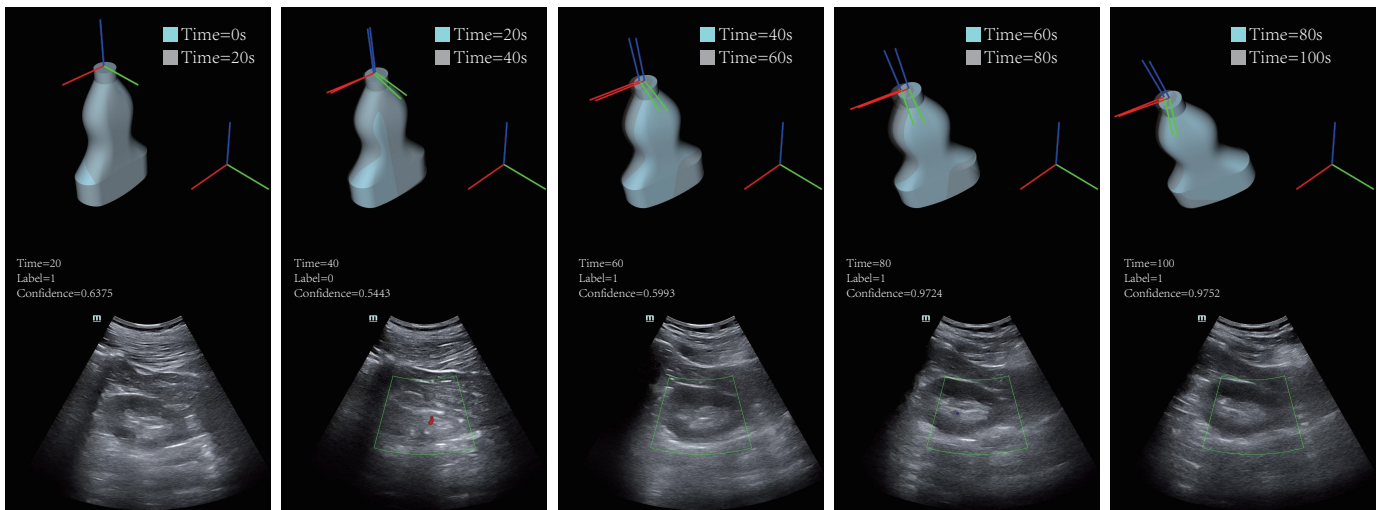 Time=0s
Time=20s
Time=20
Label=1
Confidence=0.6375
m
Time=20s
Time=40s
Time=40
Label=0
Confidence=0.5443
m
Time=40s
Time=60s
Time=60
Label=1
Confidence=0.5993
m
Time=60s
Time=80s
Time=80
Label=1
Confidence=0.9724
m
Time=80s
Time=100s
Time=100
Label=1
Confidence=0.9752
m